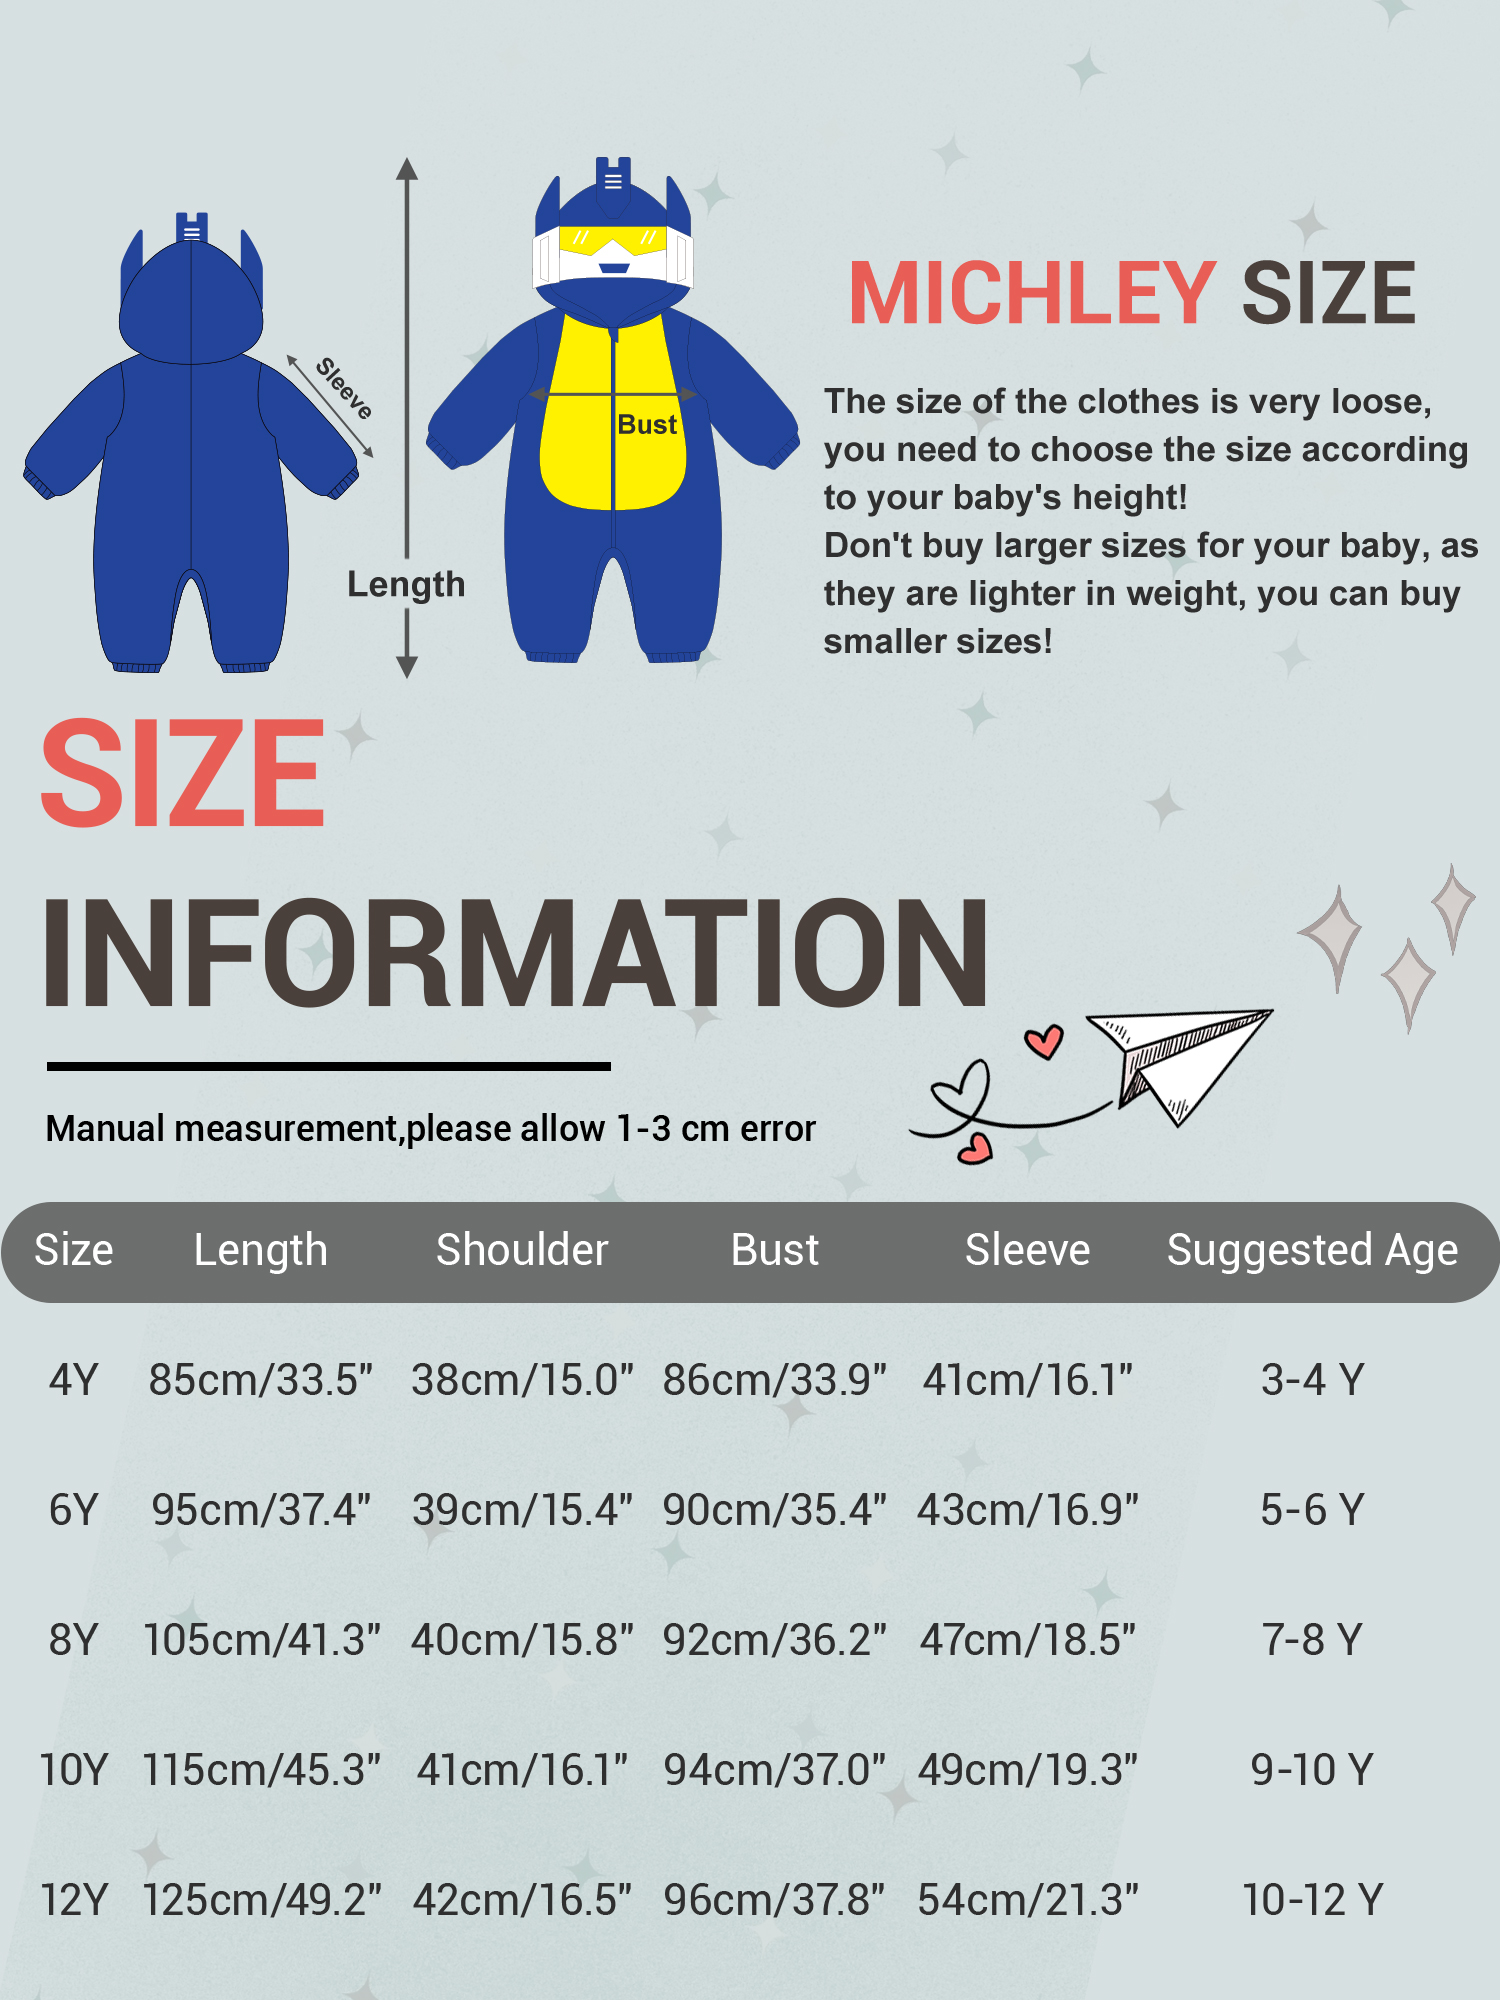 Sleeve
Bust
Length
MICHLEY SIZE
The size of the clothes is very loose,
you need to choose the size according
to your baby's height!
Don't buy larger sizes for your baby, as
they are lighter in weight, you can buy
smaller sizes!
SIZE
INFORMATION
Manual measurement,please allow 1-3 cm error
Size Length Shoulder Bust Sleeve Suggested Age
4Y 85cm/33.5" 38cm/15.0" 86cm/33.9" 41cm/16.1" 3-4 Y
6Y 95cm/37.4" 39cm/15.4" 90cm/35.4" 43cm/16.9" 5-6 Y
8Y 105cm/41.3" 40cm/15.8" 92cm/36.2" 47cm/18.5" 7-8 Y
10Y 115cm/45.3" 41cm/16.1" 94cm/37.0" 49cm/19.3" 9-10 Y
12Y 125cm/49.2" 42cm/16.5" 96cm/37.8" 54cm/21.3" 10-12 Y